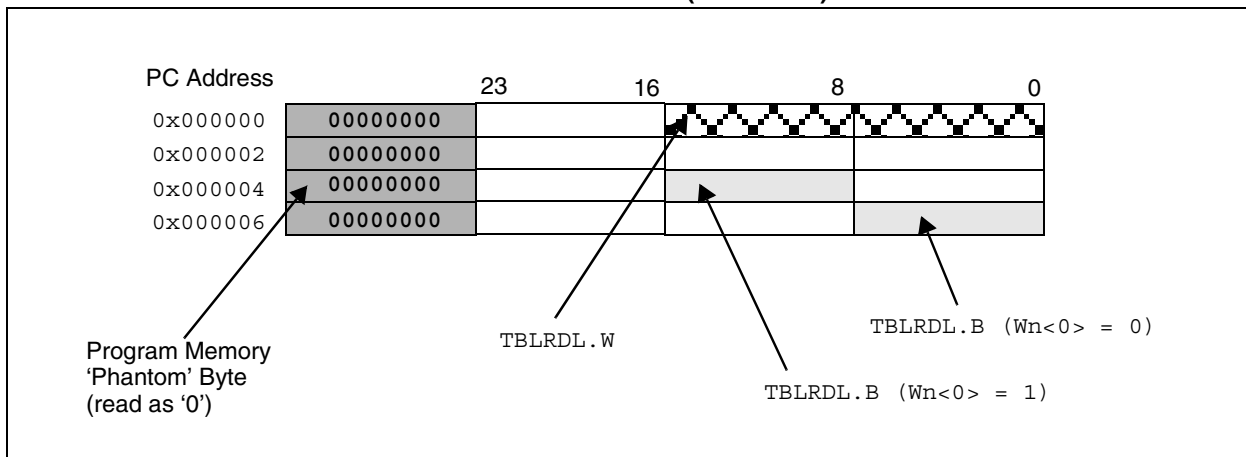 PC Address
23 16 8 0
0x000000 00000000
0x000002 00000000
0x000004 00000000
0x000006 00000000
TBLRDL.W
TBLRDL.B (Wn<0> = 0)
Program Memory
‘Phantom’ Byte
(read as ‘0’)
TBLRDL.B (Wn<0> = 1)